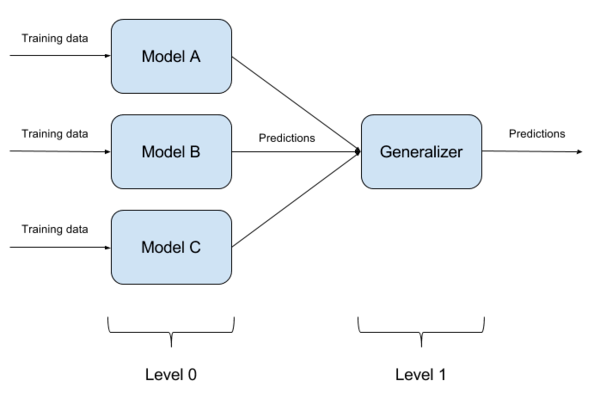 Training data
Model A
Training data
Model B
Predictions
Generalizer
Predictions
Training data
Model C
Level 0
Level 1